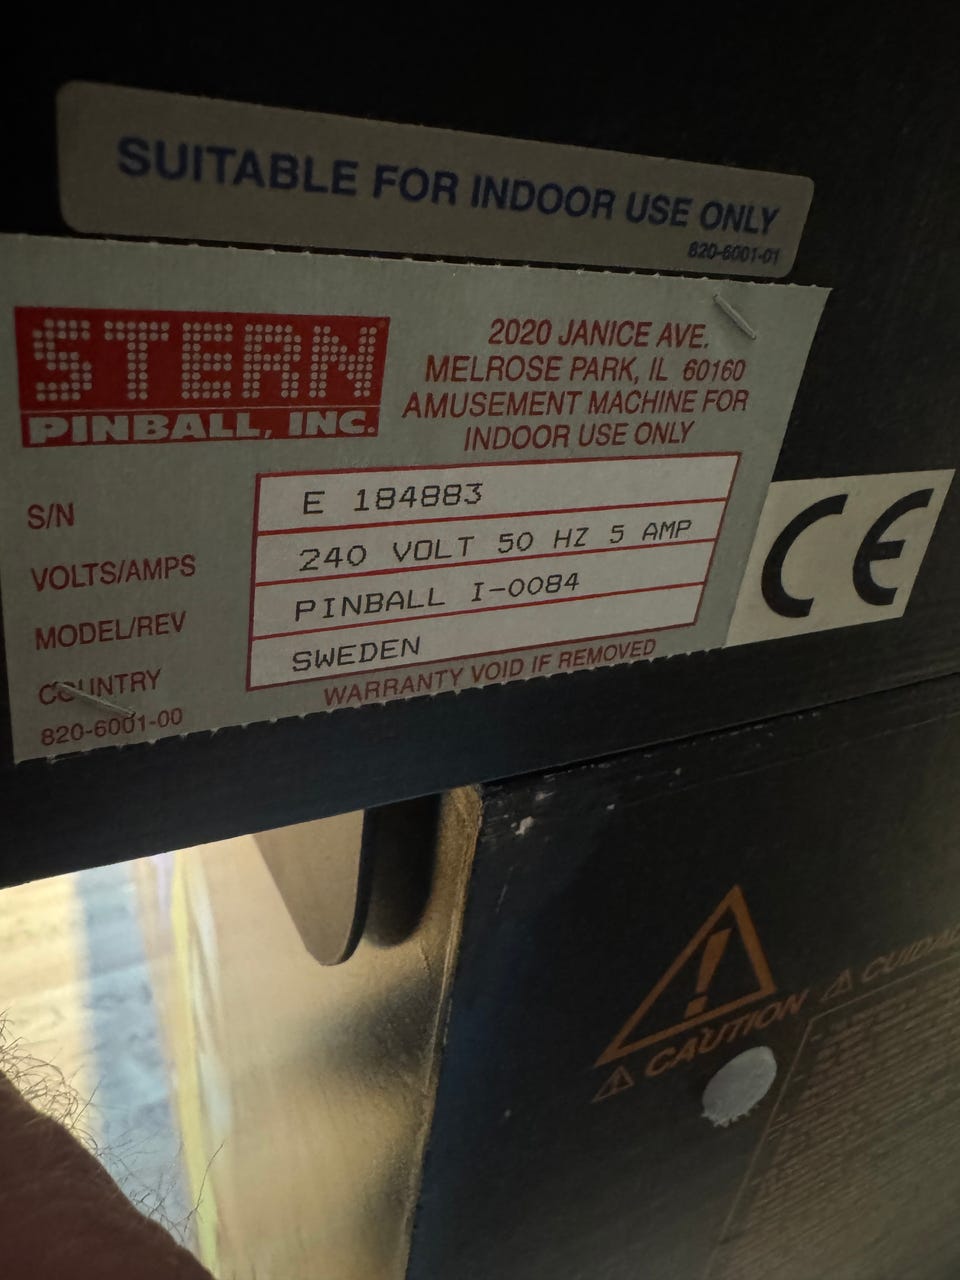 SUITABLE FOR INDOOR USE ONLY
820-6001-01
STERN
PINBALL, INC.
2020 JANICE AVE.
MELROSE PARK, IL 60160
AMUSEMENT MACHINE FOR
INDOOR USE ONLY
S/N E 184883
VOLTS/AMPS 240 VOLT 50 HZ 5 AMP
MODEL/REV PINBALL I-0084
COUNTRY SWEDEN
820-6001-00 WARRANTY VOID IF REMOVED
CE
CAUTION